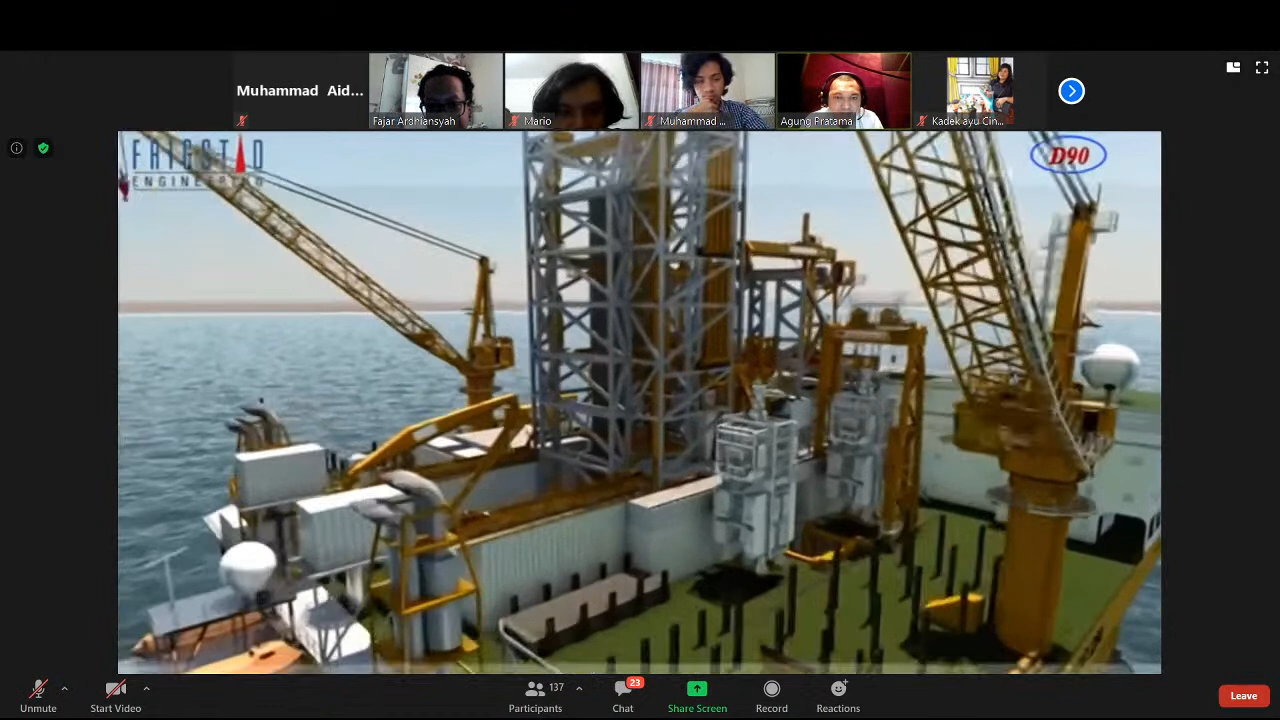 Muhammad Aid...
Fajar Ardhiansyah
Mario
Muhammad ...
Agung Pratama
Kadek ayu Cin...
FRIGSTAD
ENGINEERING
D90
Unmute
Start Video
137
Participants
23
Chat
Share Screen
Record
Reactions
Leave